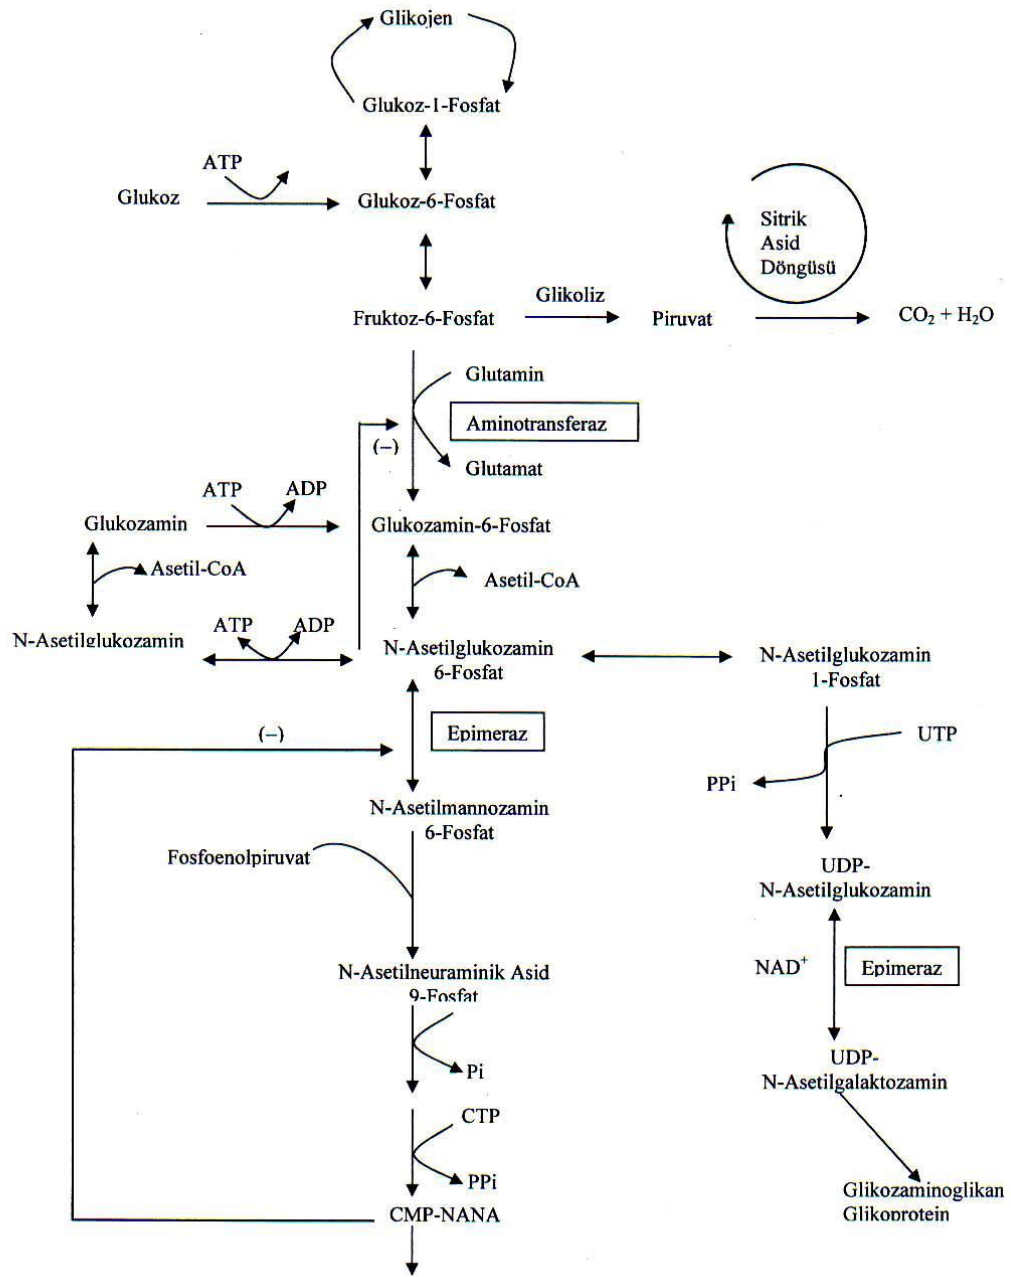 Glikojen
Glukoz-1-Fosfat
ATP
Glukoz
Glukoz-6-Fosfat
Sitrik
Asid
Döngüsü
Fruktoz-6-Fosfat
Glikoliz
Piruvat
CO₂ + H₂O
Glutamin
Aminotransferaz
(–)
Glutamat
ATP
ADP
Glukozamin
Glukozamin-6-Fosfat
Asetil-CoA
Asetil-CoA
N-Asetilglukozamin
ATP
ADP
N-Asetilglukozamin
6-Fosfat
N-Asetilglukozamin
1-Fosfat
(–)
Epimeraz
UTP
PPi
N-Asetilmannozamin
6-Fosfat
Fosfoenolpiruvat
UDP-
N-Asetilglukozamin
N-Asetilneuraminik Asid
9-Fosfat
NAD⁺
Epimeraz
Pi
UDP-
N-Asetilgalaktozamin
CTP
PPi
Glikozaminoglikan
Glikoprotein
CMP-NANA